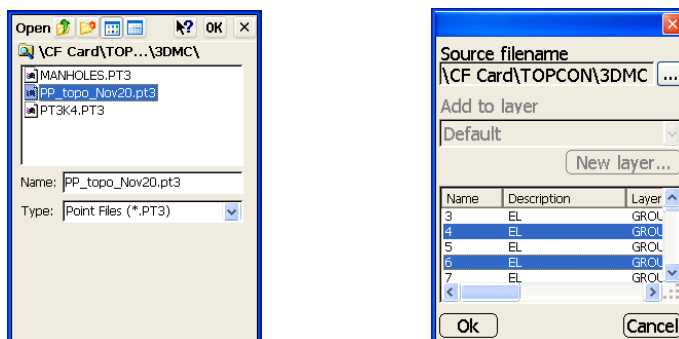 Open OK ×
\CF Card\TOP...\3DMC\
MANHOLES.PT3
PP_topo_Nov20.pt3
PT3K4.PT3
Name: PP_topo_Nov20.pt3
Type: Point Files (*.PT3)
Source filename
\CF Card\TOPCON\3DMC ...
Add to layer
Default
New layer...
Name Description Layer
3 EL GROU
4 EL GROU
5 EL GROU
6 EL GROU
7 EL GROU
Ok Cancel